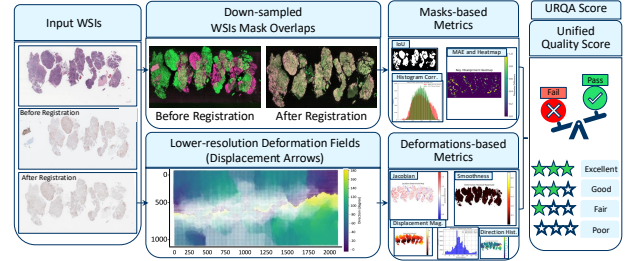 Input WSIs
Before Registration
After Registration
Down-sampled
WSIs Mask Overlaps
Before Registration
After Registration
Lower-resolution Deformation Fields
(Displacement Arrows)
0
500
1000
0
250
500
750
1000
1250
1500
1750
2000
Masks-based
Metrics
IoU
MAE and Heatmap
Histogram Corr.
Deformations-based
Metrics
Jacobian
Smoothness
Displacement Mag.
Direction Hist.
URQA Score
Unified
Quality Score
Pass
Fail
Excellent
Good
Fair
Poor